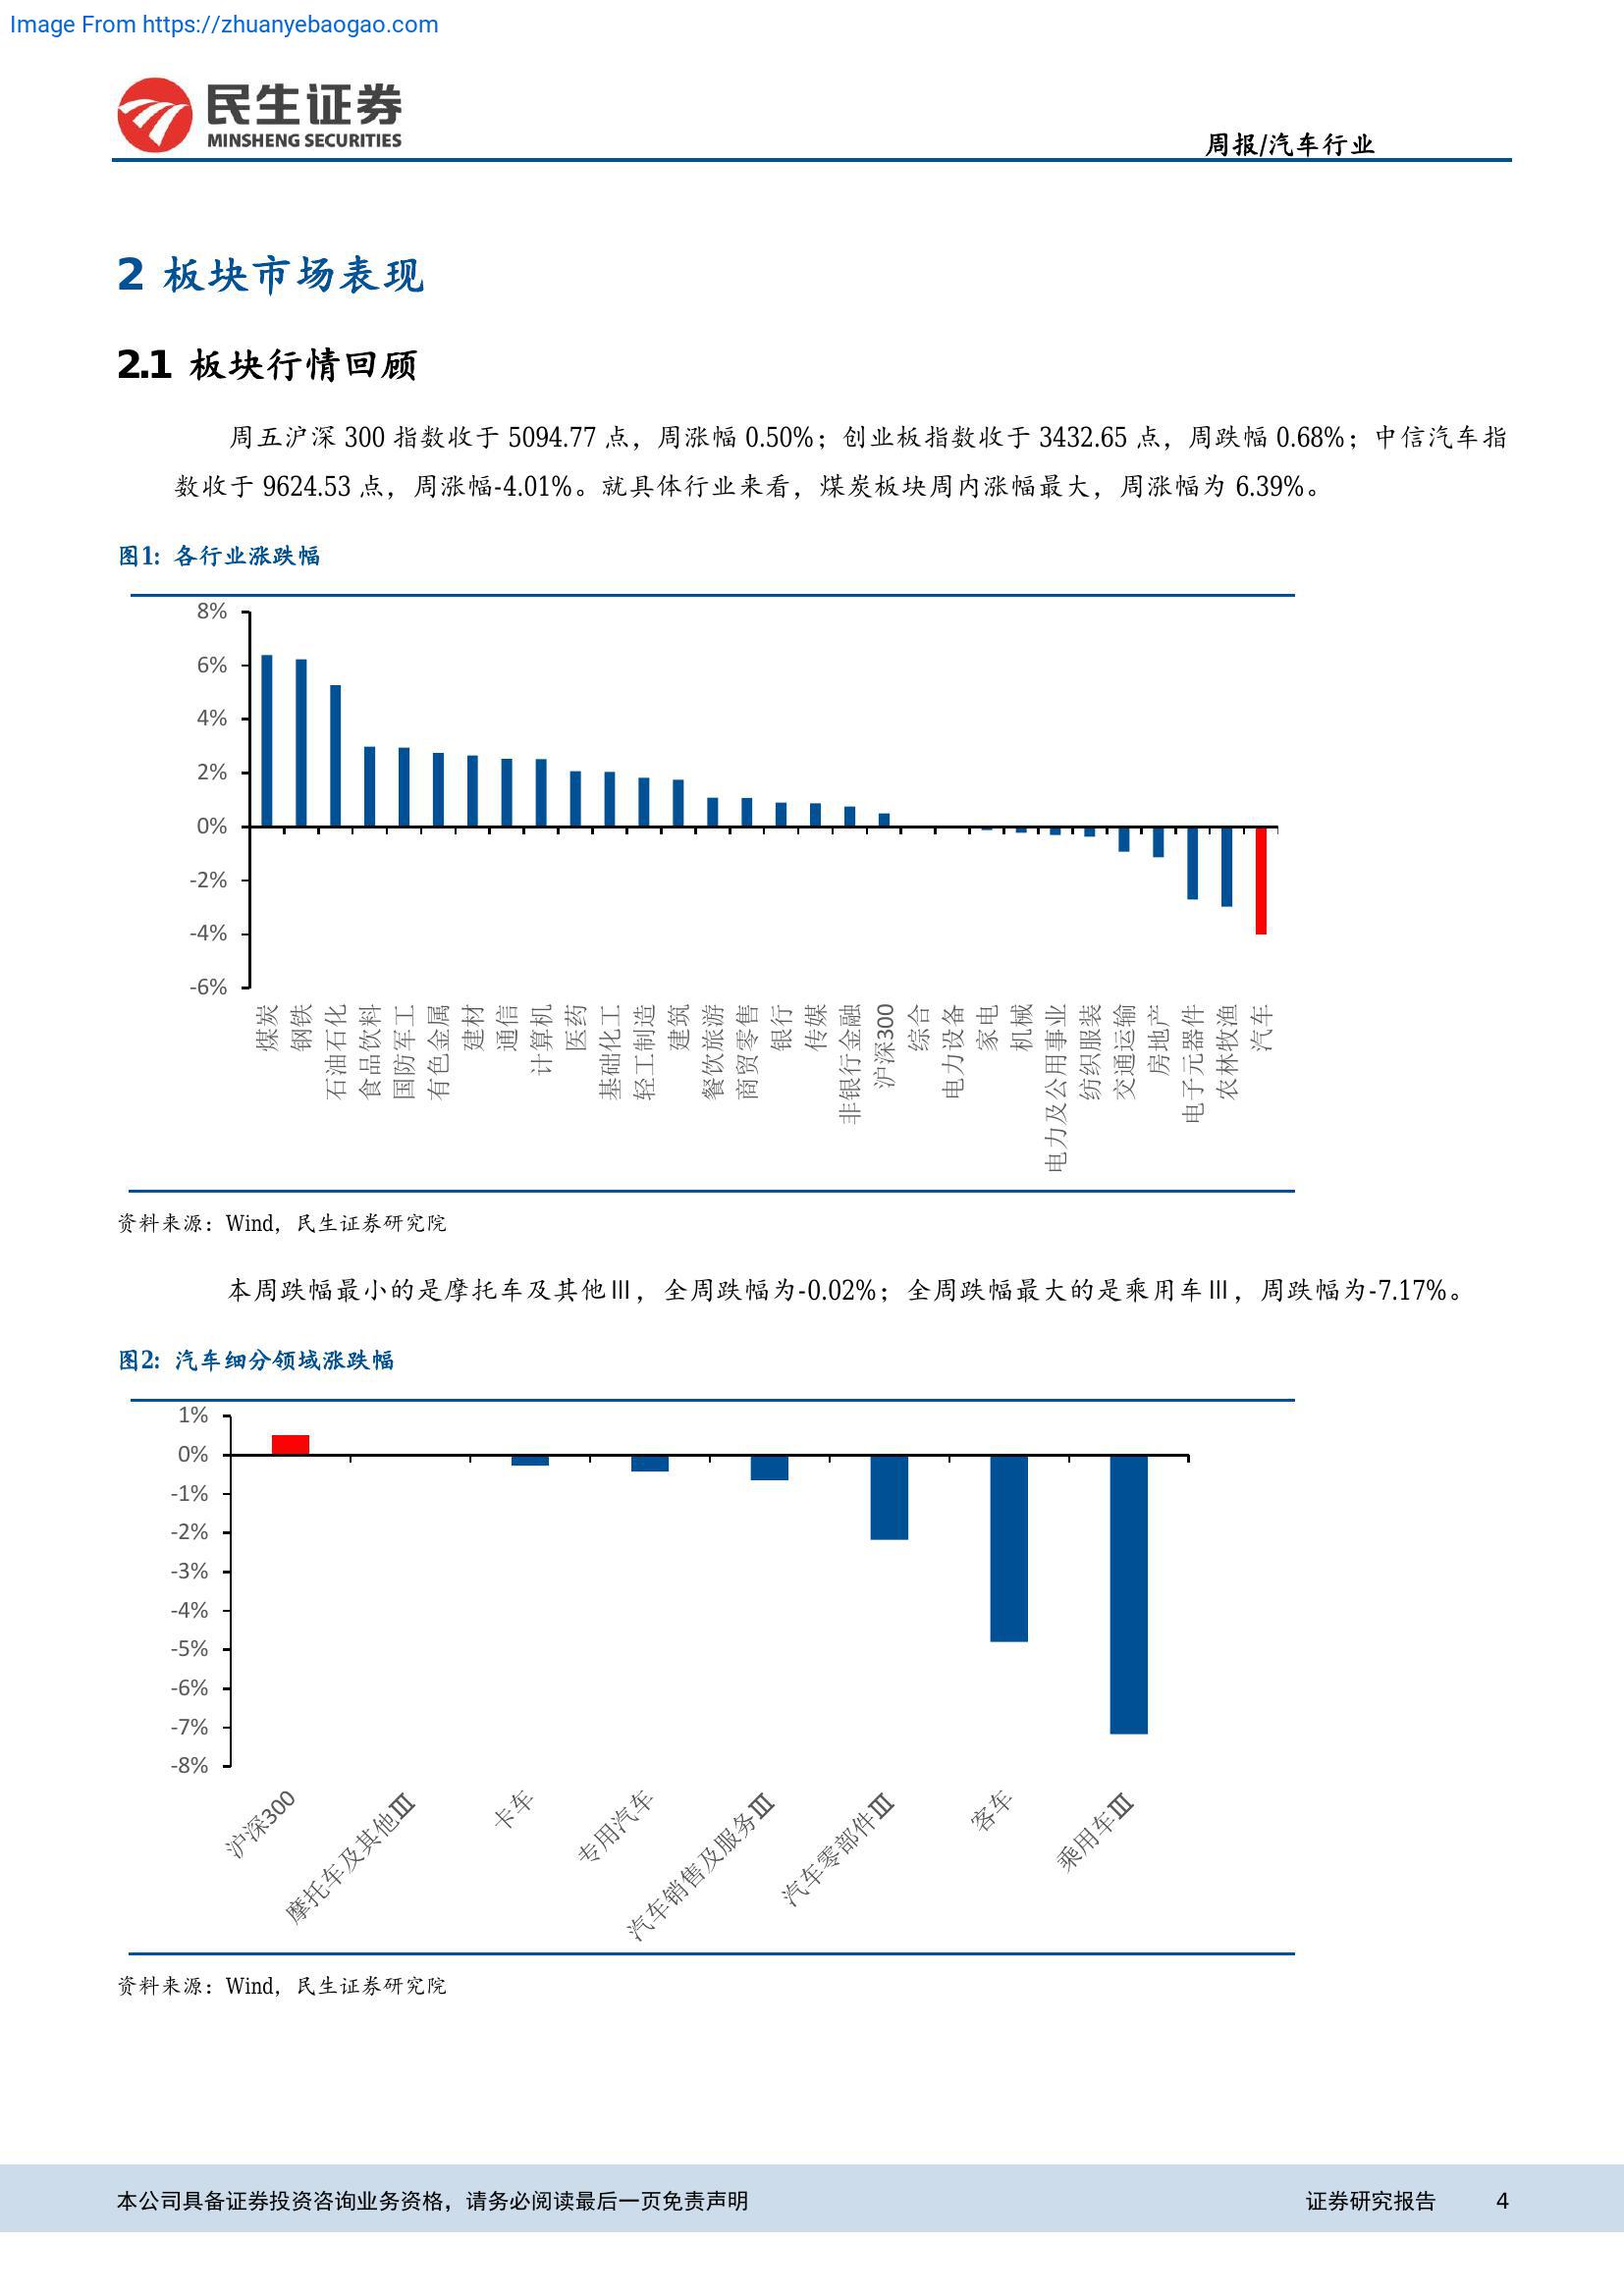 Image From https://zhuanyebaogao.com
民生证券
MINSHENG SECURITIES
周报/汽车行业
2 板块市场表现
2.1 板块行情回顾
周五沪深 300 指数收于 5094.77 点，周涨幅 0.50%；创业板指数收于 3432.65 点，周跌幅 0.68%；中信汽车指
数收于 9624.53 点，周涨幅-4.01%。就具体行业来看，煤炭板块周内涨幅最大，周涨幅为 6.39%。
图1: 各行业涨跌幅
8%
6%
4%
2%
0%
-2%
-4%
-6%
煤炭
钢铁
石油石化
食品饮料
国防军工
有色金属
建材
通信
计算机
医药
基础化工
轻工制造
建筑
餐饮旅游
商贸零售
银行
传媒
非银行金融
沪深300
综合
电力设备
家电
机械
电力及公用事业
纺织服装
交通运输
房地产
电子元器件
农林牧渔
汽车
资料来源：Wind，民生证券研究院
本周跌幅最小的是摩托车及其他Ⅲ，全周跌幅为-0.02%；全周跌幅最大的是乘用车Ⅲ，周跌幅为-7.17%。
图2: 汽车细分领域涨跌幅
1%
0%
-1%
-2%
-3%
-4%
-5%
-6%
-7%
-8%
沪深300
摩托车及其他Ⅲ
卡车
专用汽车
汽车销售及服务Ⅲ
汽车零部件Ⅲ
客车
乘用车Ⅲ
资料来源：Wind，民生证券研究院
本公司具备证券投资咨询业务资格，请务必阅读最后一页免责声明
证券研究报告 4